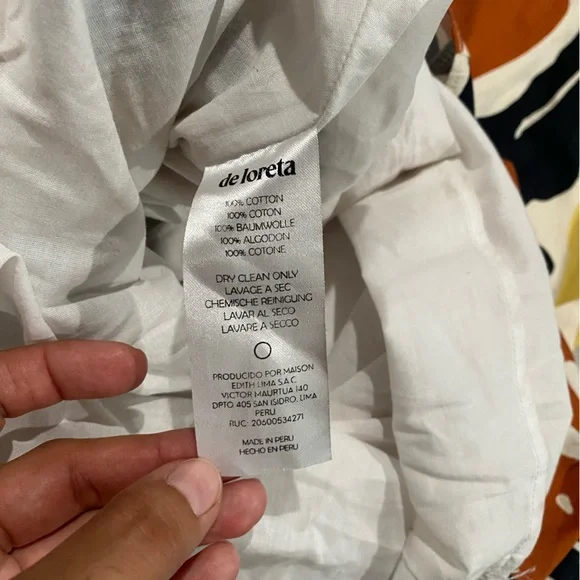 de loreta
100% COTTON
100% COTON
100% BAUMWOLLE
100% ALGODON
100% COTONE
DRY CLEAN ONLY
LAVAGE A SEC
CHEMISCHE REINIGUNG
LAVAR AL SECO
LAVARE A SECCO
PRODUCIDO POR MAISON
EDITH LIMA S.A.C.
VICTOR MAURTUA 140
DPTO. 405 SAN ISIDRO, LIMA
PERU
RUC: 20600534271
MADE IN PERU
HECHO EN PERU